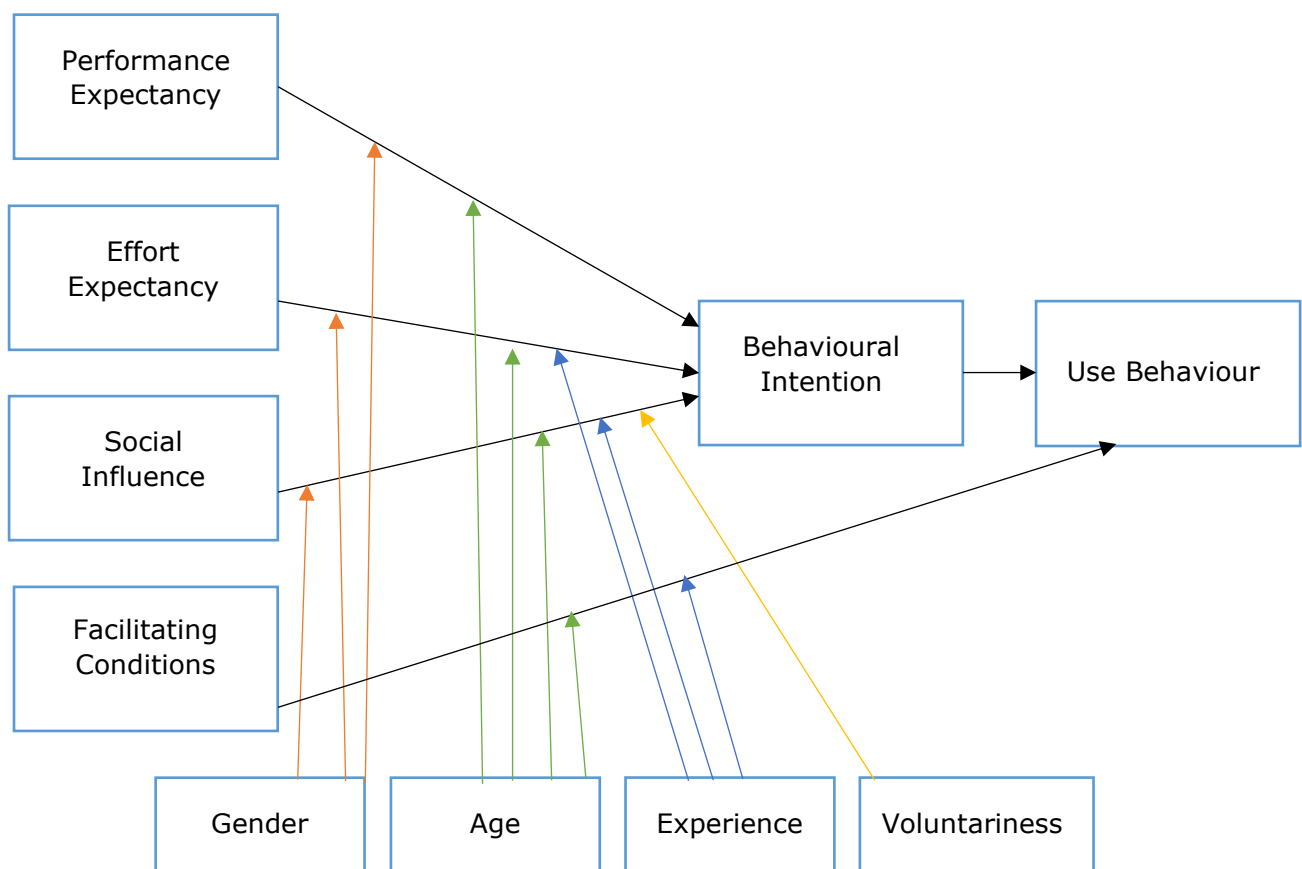 Performance
Expectancy
Effort
Expectancy
Social
Influence
Facilitating
Conditions
Behavioural
Intention
Use Behaviour
Gender
Age
Experience
Voluntariness